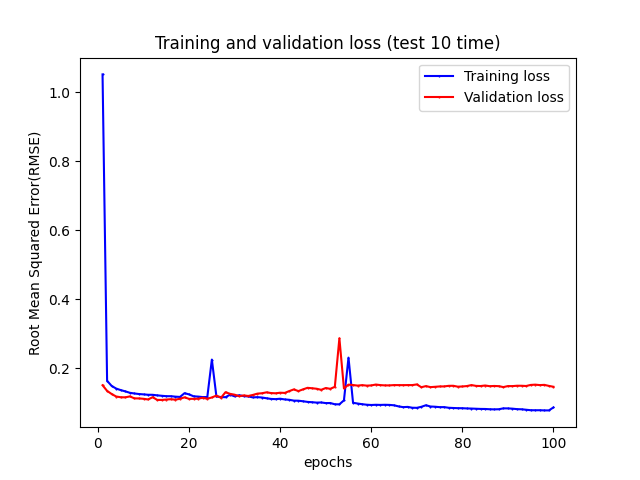 Training and validation loss (test 10 time)
Training loss
Validation loss
Root Mean Squared Error(RMSE)
1.0
0.8
0.6
0.4
0.2
0 20 40 60 80 100
epochs